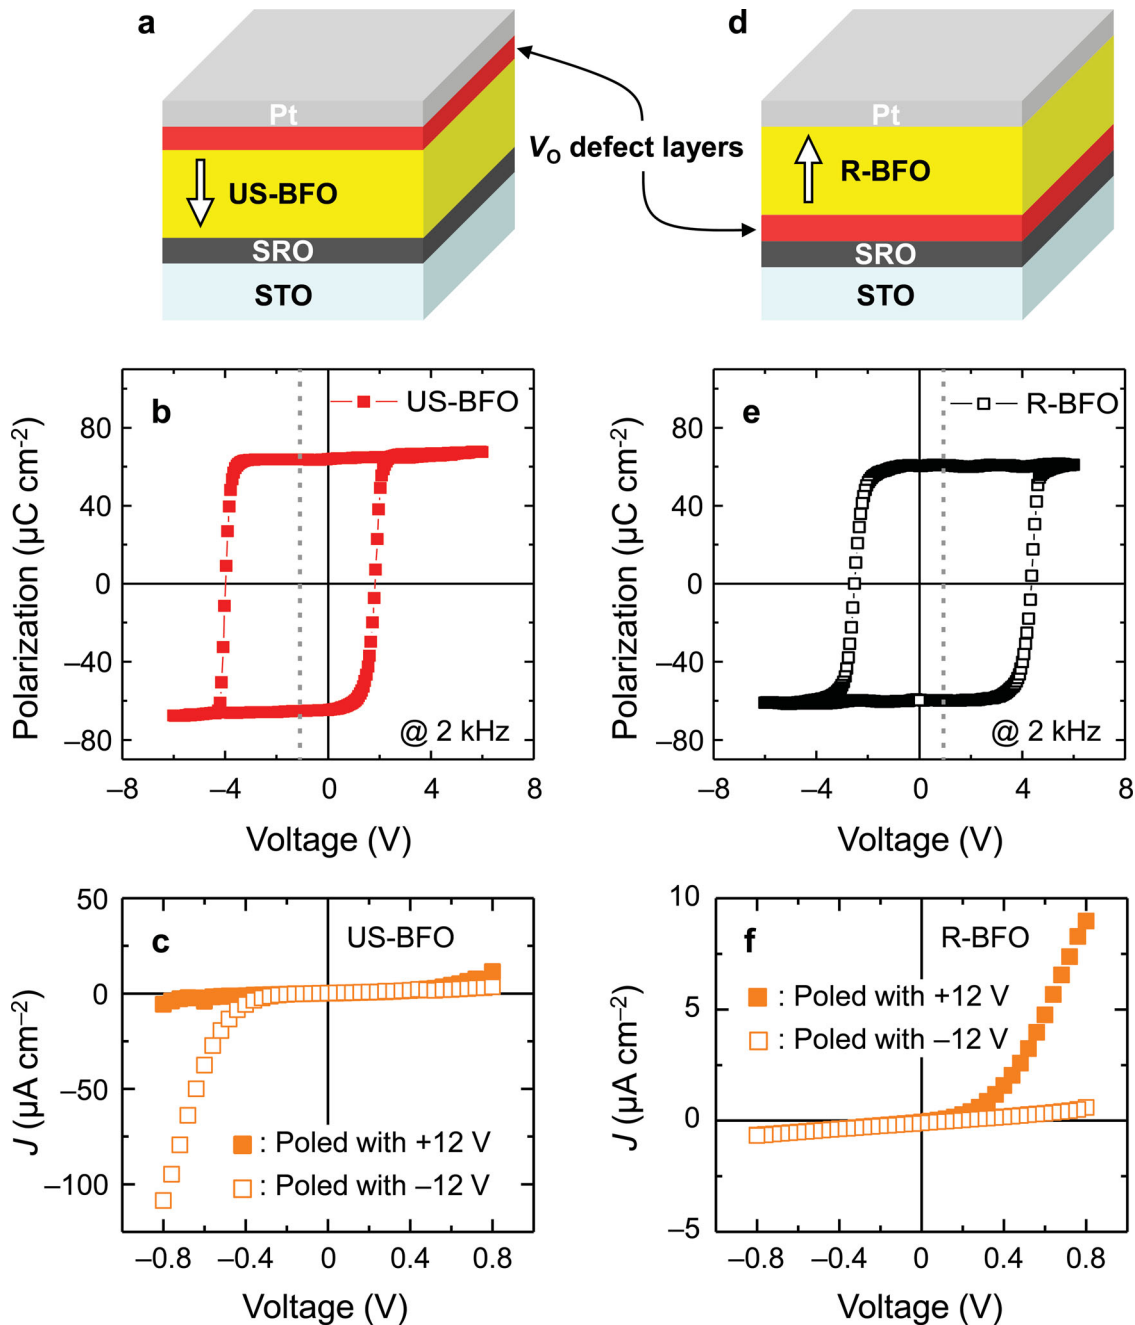 a
Pt
US-BFO
SRO
STO
V_O defect layers
d
Pt
R-BFO
SRO
STO
b
US-BFO
@ 2 kHz
80
40
0
−40
−80
Polarization (µC cm⁻²)
−8 −4 0 4 8
Voltage (V)
e
R-BFO
@ 2 kHz
80
40
0
−40
−80
Polarization (µC cm⁻²)
−8 −4 0 4 8
Voltage (V)
c
US-BFO
: Poled with +12 V
: Poled with −12 V
50
0
−50
−100
J (µA cm⁻²)
−0.8 −0.4 0 0.4 0.8
Voltage (V)
f
R-BFO
: Poled with +12 V
: Poled with −12 V
10
5
0
−5
J (µA cm⁻²)
−0.8 −0.4 0 0.4 0.8
Voltage (V)